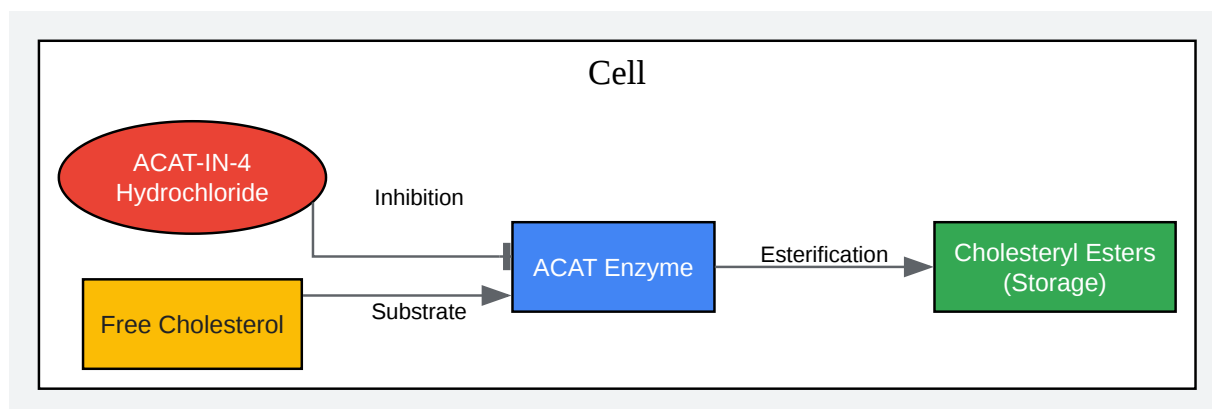 Cell
ACAT-IN-4
Hydrochloride
Inhibition
ACAT Enzyme
Esterification
Cholesteryl Esters
(Storage)
Free Cholesterol
Substrate